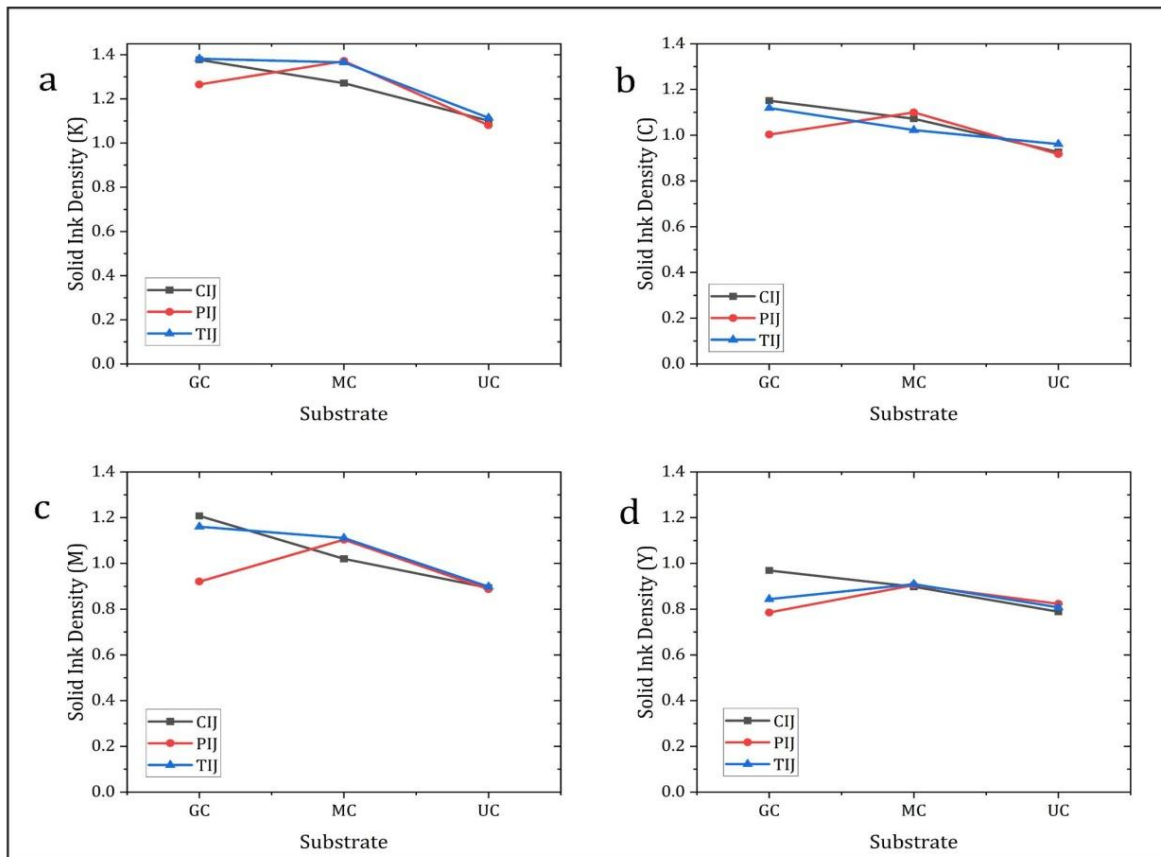 a
Solid Ink Density (K)
1.4
1.2
1.0
0.8
0.6
0.4
0.2
0.0
CIJ
PIJ
TIJ
GC MC UC
Substrate
b
Solid Ink Density (C)
1.4
1.2
1.0
0.8
0.6
0.4
0.2
0.0
CIJ
PIJ
TIJ
GC MC UC
Substrate
c
Solid Ink Density (M)
1.4
1.2
1.0
0.8
0.6
0.4
0.2
0.0
CIJ
PIJ
TIJ
GC MC UC
Substrate
d
Solid Ink Density (Y)
1.4
1.2
1.0
0.8
0.6
0.4
0.2
0.0
CIJ
PIJ
TIJ
GC MC UC
Substrate